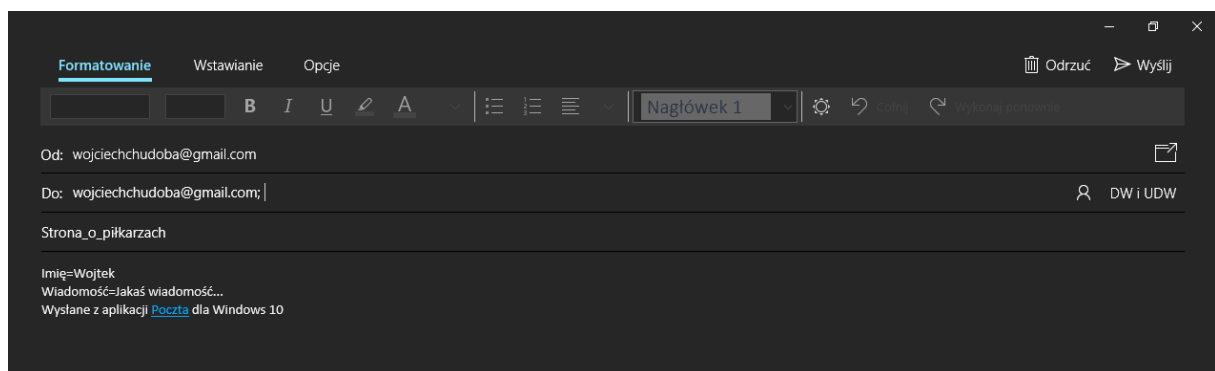 Formatowanie Wstawianie Opcje Odrzuć Wyślij
B I U A Nagłówek 1 Cofnij Wykonaj ponownie
Od: wojciechchudoba@gmail.com
Do: wojciechchudoba@gmail.com; DW i UDW
Strona_o_piłkarzach
Imię=Wojtek
Wiadomość=Jakaś wiadomość...
Wysłane z aplikacji Poczta dla Windows 10